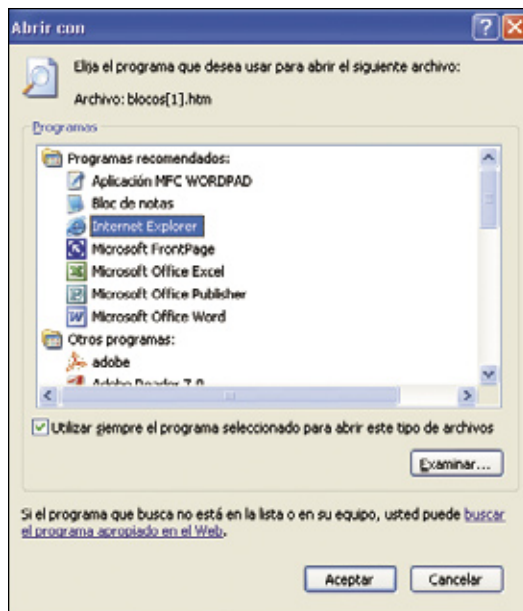 Abrir con
Elija el programa que desea usar para abrir el siguiente archivo:
Archivo: blocos[1].htm
Programas
Programas recomendados:
Aplicación MFC WORDPAD
Bloc de notas
Internet Explorer
Microsoft FrontPage
Microsoft Office Excel
Microsoft Office Publisher
Microsoft Office Word
Otros programas:
adobe
Adobe Reader 7.0
Utilizar siempre el programa seleccionado para abrir este tipo de archivos
Examinar...
Si el programa que busca no está en la lista o en su equipo, usted puede buscar
el programa apropiado en el Web.
Aceptar
Cancelar